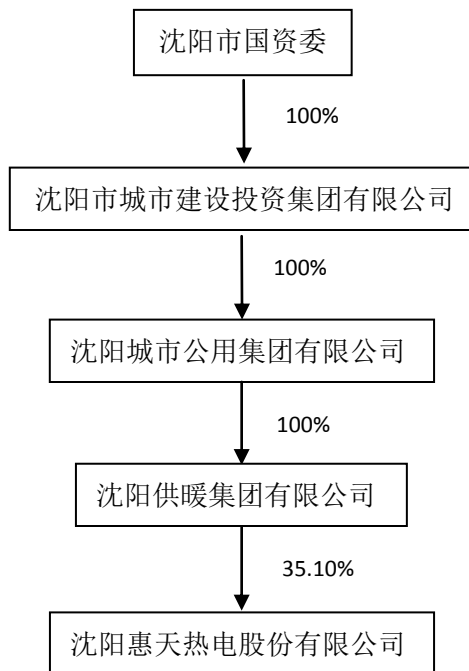 沈阳市国资委
100%
沈阳市城市建设投资集团有限公司
100%
沈阳城市公用集团有限公司
100%
沈阳供暖集团有限公司
35.10%
沈阳惠天热电股份有限公司